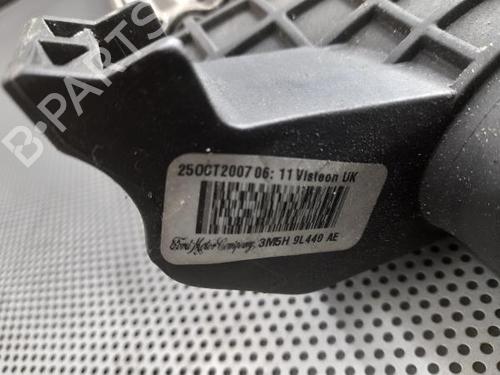 B-PARTS
25OCT2007 06: 11 Visteon UK
Ford Motor Company, 3M5H 9L440 AE